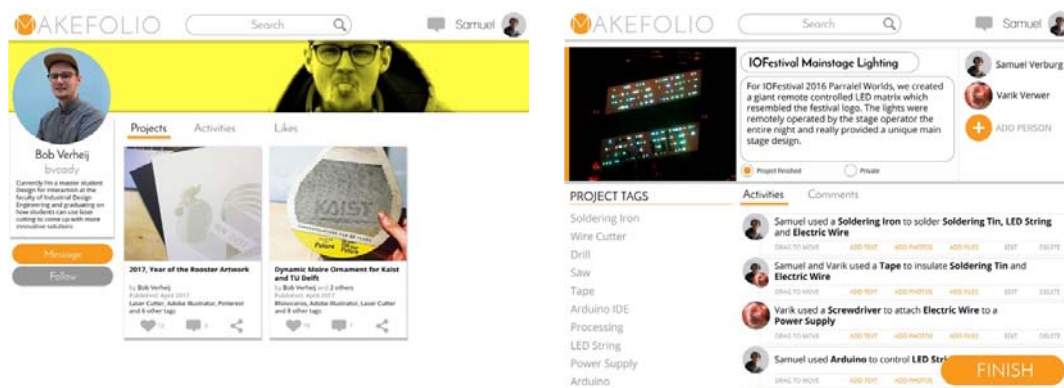 MAKEFOLIO
Search
Samuel
Bob Verheij
bveady
Currently I'm a master student
Design for Interaction at the
faculty of Industrial Design
Engineering and graduating on
how students can use laser
cutting to come up with more
innovative solutions
Message
Follow
Projects Activities Likes
2017, Year of the Rooster Artwork
by Bob Verheij
Published: April 2017
Laser Cutter, Adobe Illustrator, Pinterest
and 6 other tags
KAIST
Future
Dynamic Moire Ornament for Kaist
and TU Delft
by Bob Verheij and 2 others
Published: April 2017
Rhinoceros, Adobe Illustrator, Laser Cutter
and 8 other tags
MAKEFOLIO
Search
Samuel
IOFestival Mainstage Lighting
For IOFestival 2016 Parralel Worlds, we created
a giant remote controlled LED matrix which
resembled the festival logo. The lights were
remotely operated by the stage operator the
entire night and really provided a unique main
stage design.
Project Finished Private
Samuel Verburg
Varik Verwer
ADD PERSON
PROJECT TAGS
Soldering Iron
Wire Cutter
Drill
Saw
Tape
Arduino IDE
Processing
LED String
Power Supply
Arduino
Activities Comments
Samuel used a Soldering Iron to solder Soldering Tin, LED String
and Electric Wire
DRAG TO MOVE ADD TEXT ADD PHOTOS ADD FILES EDIT DELETE
Samuel and Varik used a Tape to insulate Soldering Tin and
Electric Wire
DRAG TO MOVE ADD TEXT ADD PHOTOS ADD FILES EDIT DELETE
Varik used a Screwdriver to attach Electric Wire to a
Power Supply
DRAG TO MOVE ADD TEXT ADD PHOTOS ADD FILES EDIT DELETE
Samuel used Arduino to control LED Stri
DRAG TO MOVE ADD TEXT ADD PHOTOS
FINISH